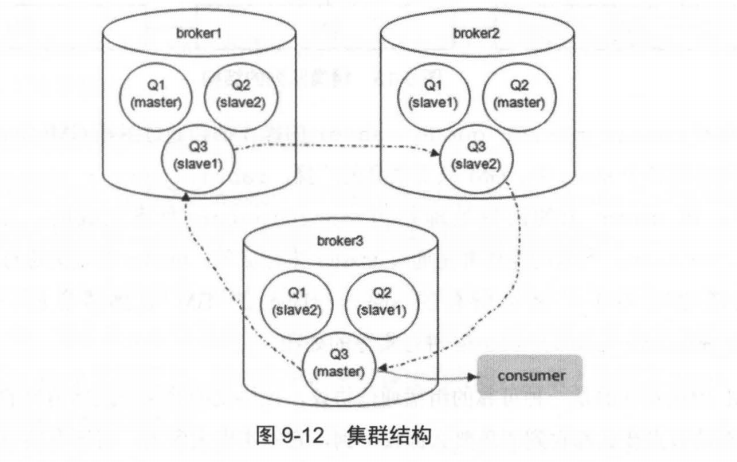 broker1
Q1
(master)
Q2
(slave2)
Q3
(slave1)
broker2
Q1
(slave1)
Q2
(master)
Q3
(slave2)
broker3
Q1
(slave2)
Q2
(slave1)
Q3
(master)
consumer
图 9-12 集群结构